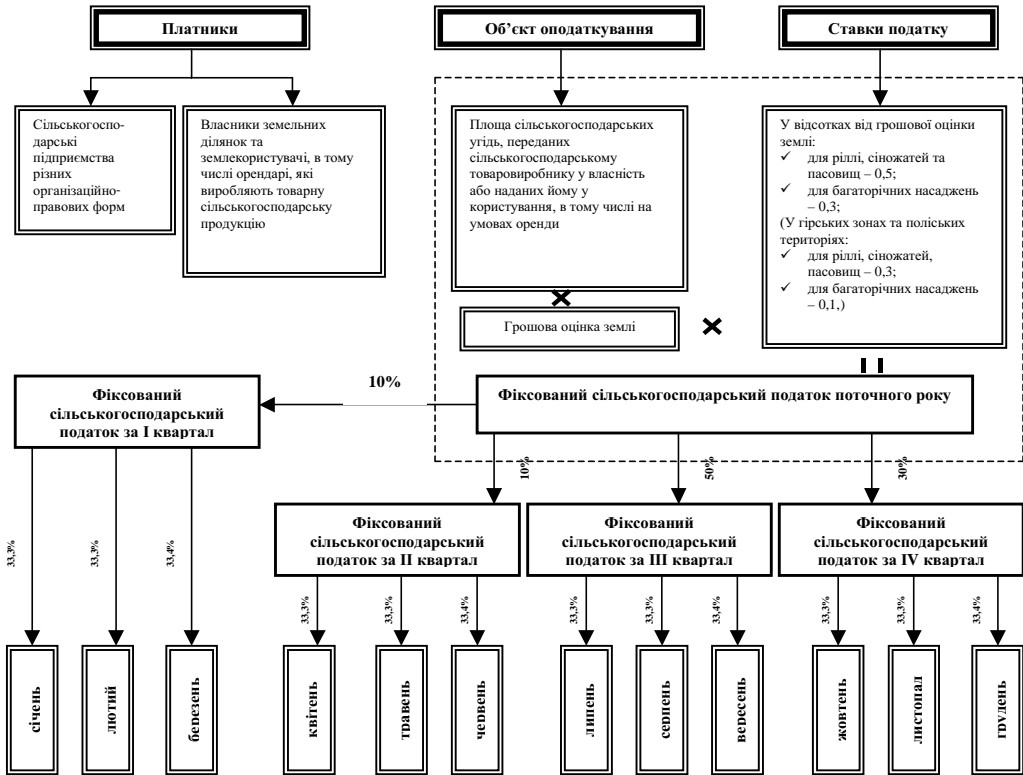 Платники
Об’єкт оподаткування
Ставки податку
Сільськогоспо-
дарські
підприємства
різних
організаційно-
правових форм
Власники земельних
ділянок та
землекористувачі, в тому
числі орендарі, які
виробляють товарну
сільськогосподарську
продукцію
Площа сільськогосподарських
угідь, переданих
сільськогосподарському
товаровиробнику у власність
або наданих йому у
користування, в тому числі на
умовах оренди
У відсотках від грошової оцінки
землі:
✓ для ріллі, сіножатей та
пасовищ – 0,5;
✓ для багаторічних насаджень
– 0,3;
(У гірських зонах та поліських
територіях:
✓ для ріллі, сіножатей,
пасовищ – 0,3;
✓ для багаторічних насаджень
– 0,1,)
Грошова оцінка землі
Фіксований
сільськогосподарський
податок за I квартал
10%
Фіксований сільськогосподарський податок поточного року
10%
50%
30%
Фіксований
сільськогосподарський
податок за II квартал
Фіксований
сільськогосподарський
податок за III квартал
Фіксований
сільськогосподарський
податок за IV квартал
33,3%
33,3%
33,4%
33,3%
33,3%
33,4%
33,3%
33,3%
33,4%
33,3%
33,3%
33,4%
січень
лютий
березень
квітень
травень
червень
липень
серпень
вересень
жовтень
листопад
грудень